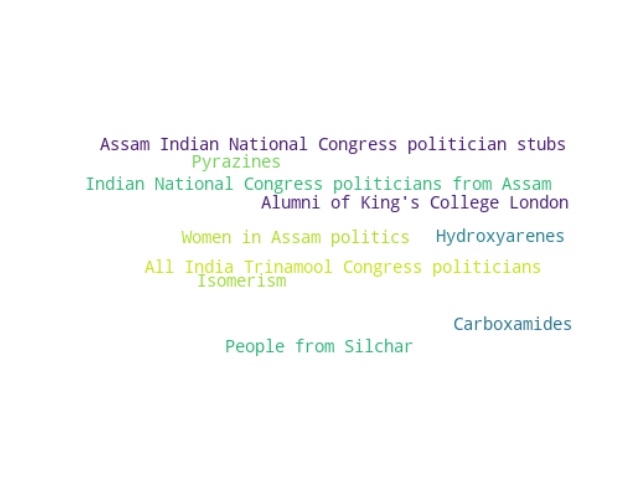 Assam Indian National Congress politician stubs
Pyrazines
Indian National Congress politicians from Assam
Alumni of King's College London
Women in Assam politics
Hydroxyarenes
All India Trinamool Congress politicians
Isomerism
Carboxamides
People from Silchar